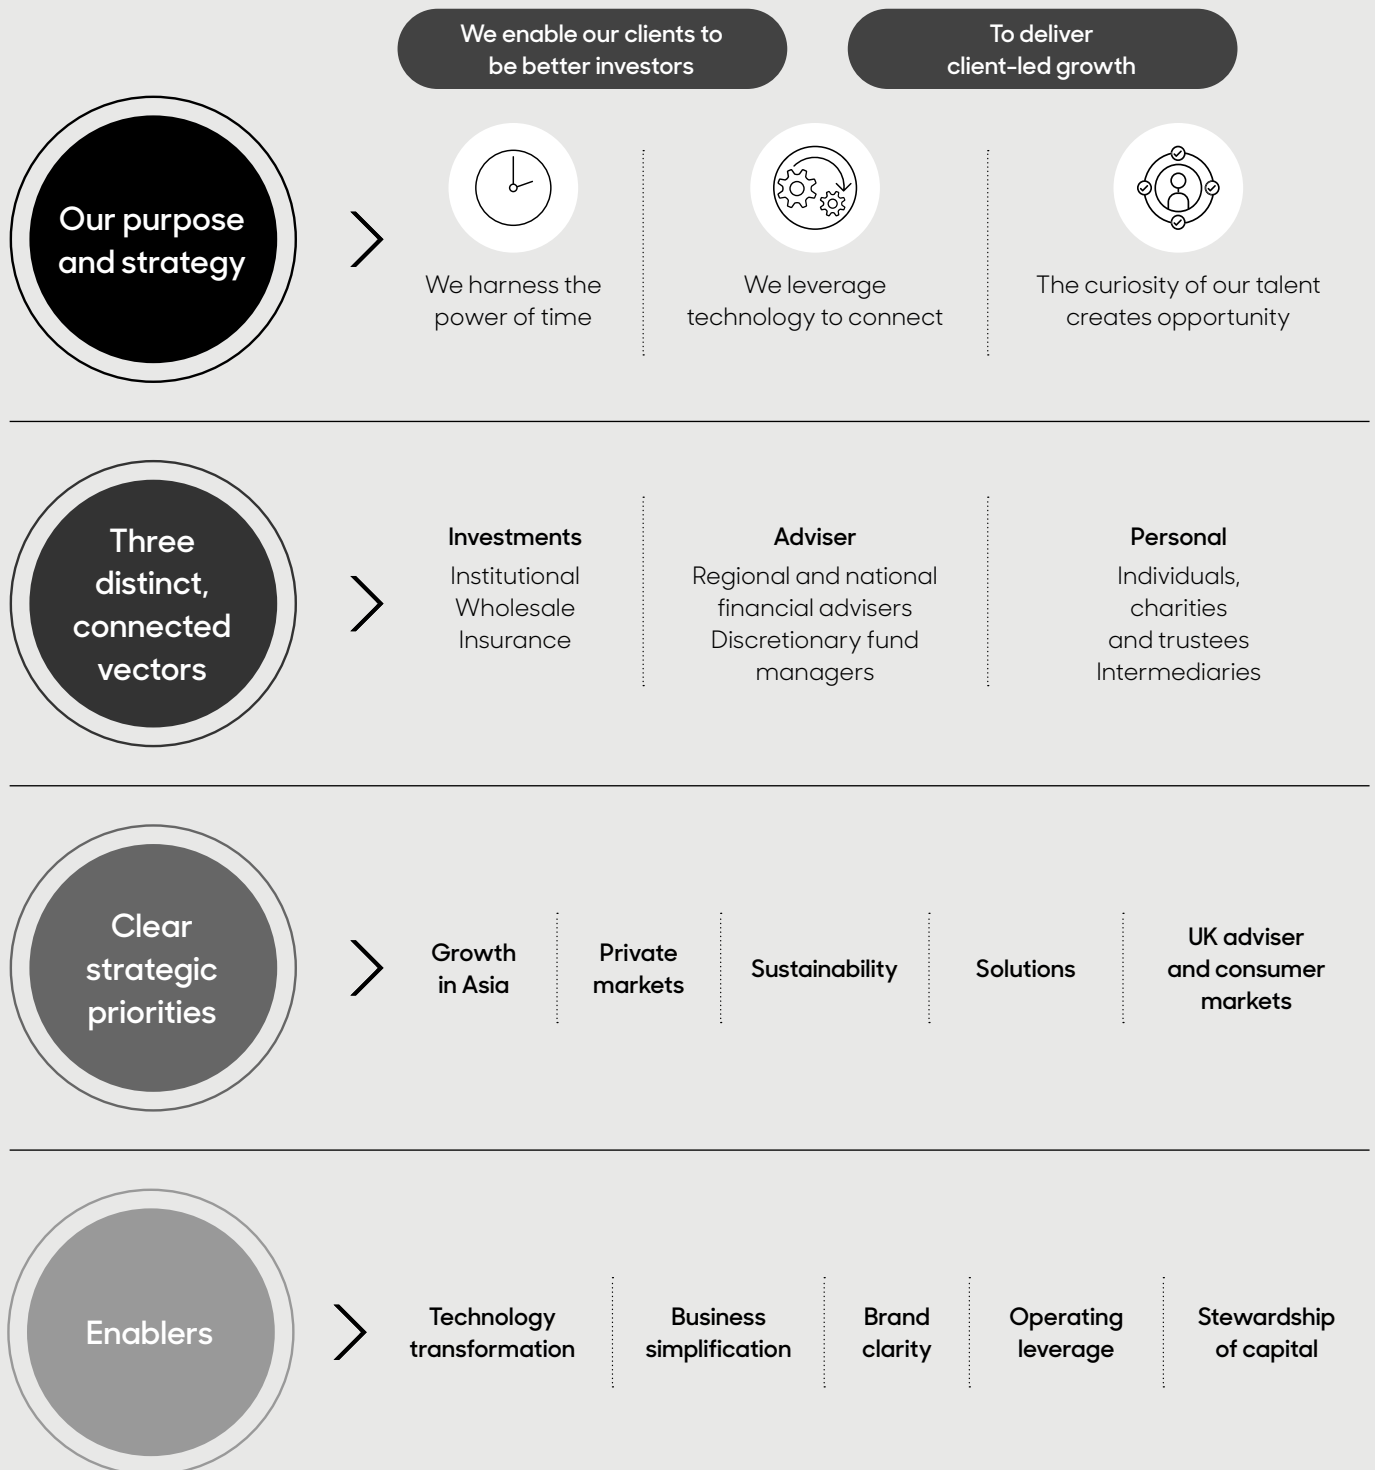 We enable our clients to
be better investors
To deliver
client-led growth
Our purpose
and strategy
We harness the
power of time
We leverage
technology to connect
The curiosity of our talent
creates opportunity
Three
distinct,
connected
vectors
Investments
Institutional
Wholesale
Insurance
Adviser
Regional and national
financial advisers
Discretionary fund
managers
Personal
Individuals,
charities
and trustees
Intermediaries
Clear
strategic
priorities
Growth
in Asia
Private
markets
Sustainability
Solutions
UK adviser
and consumer
markets
Enablers
Technology
transformation
Business
simplification
Brand
clarity
Operating
leverage
Stewardship
of capital